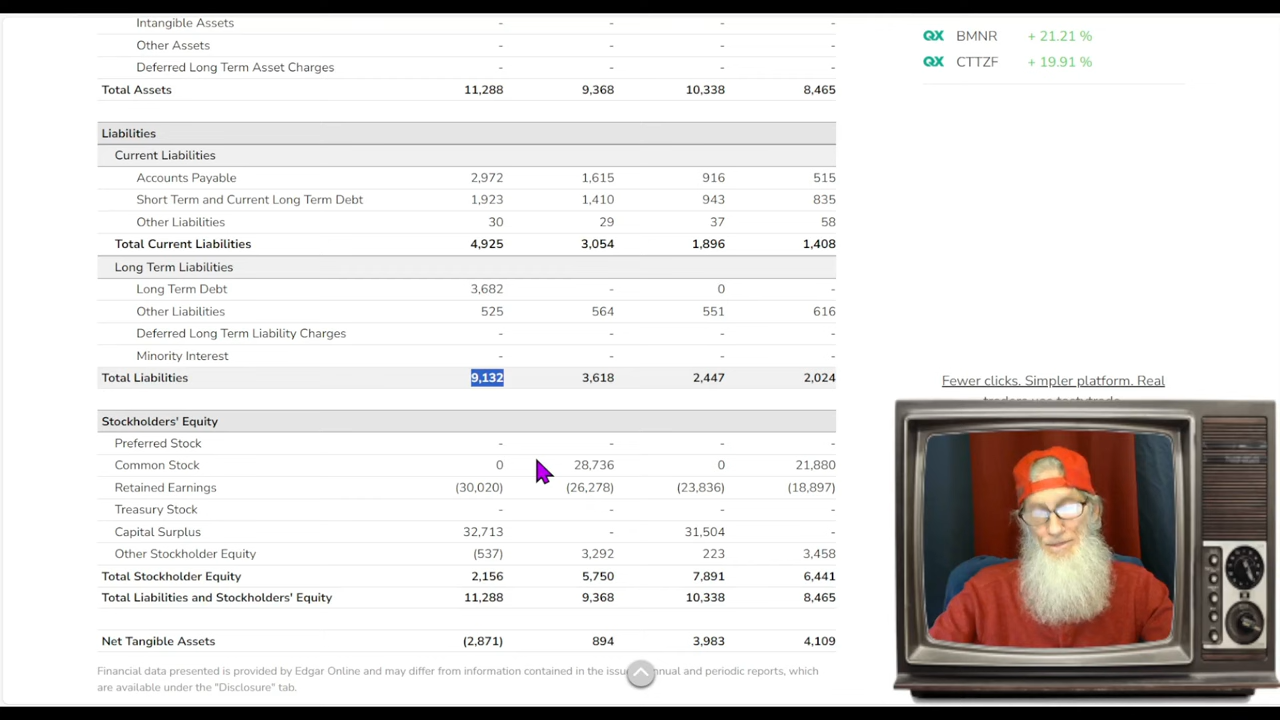 Intangible Assets - - - -
Other Assets - - - -
Deferred Long Term Asset Charges - - - -
Total Assets 11,288 9,368 10,338 8,465
Liabilities
Current Liabilities
Accounts Payable 2,972 1,615 916 515
Short Term and Current Long Term Debt 1,923 1,410 943 835
Other Liabilities 30 29 37 58
Total Current Liabilities 4,925 3,054 1,896 1,408
Long Term Liabilities
Long Term Debt 3,682 - 0 -
Other Liabilities 525 564 551 616
Deferred Long Term Liability Charges - - - -
Minority Interest - - - -
Total Liabilities 9,132 3,618 2,447 2,024
Stockholders' Equity
Preferred Stock - - - -
Common Stock 0 28,736 0 21,880
Retained Earnings (30,020) (26,278) (23,836) (18,897)
Treasury Stock - - - -
Capital Surplus 32,713 - 31,504 -
Other Stockholder Equity (537) 3,292 223 3,458
Total Stockholder Equity 2,156 5,750 7,891 6,441
Total Liabilities and Stockholders' Equity 11,288 9,368 10,338 8,465
Net Tangible Assets (2,871) 894 3,983 4,109
Financial data presented is provided by Edgar Online and may differ from information contained in the nnual and periodic reports, which
are available under the "Disclosure" tab.
QX BMNR + 21.21 %
QX CTTZF + 19.91 %
Fewer clicks. Simpler platform. Real